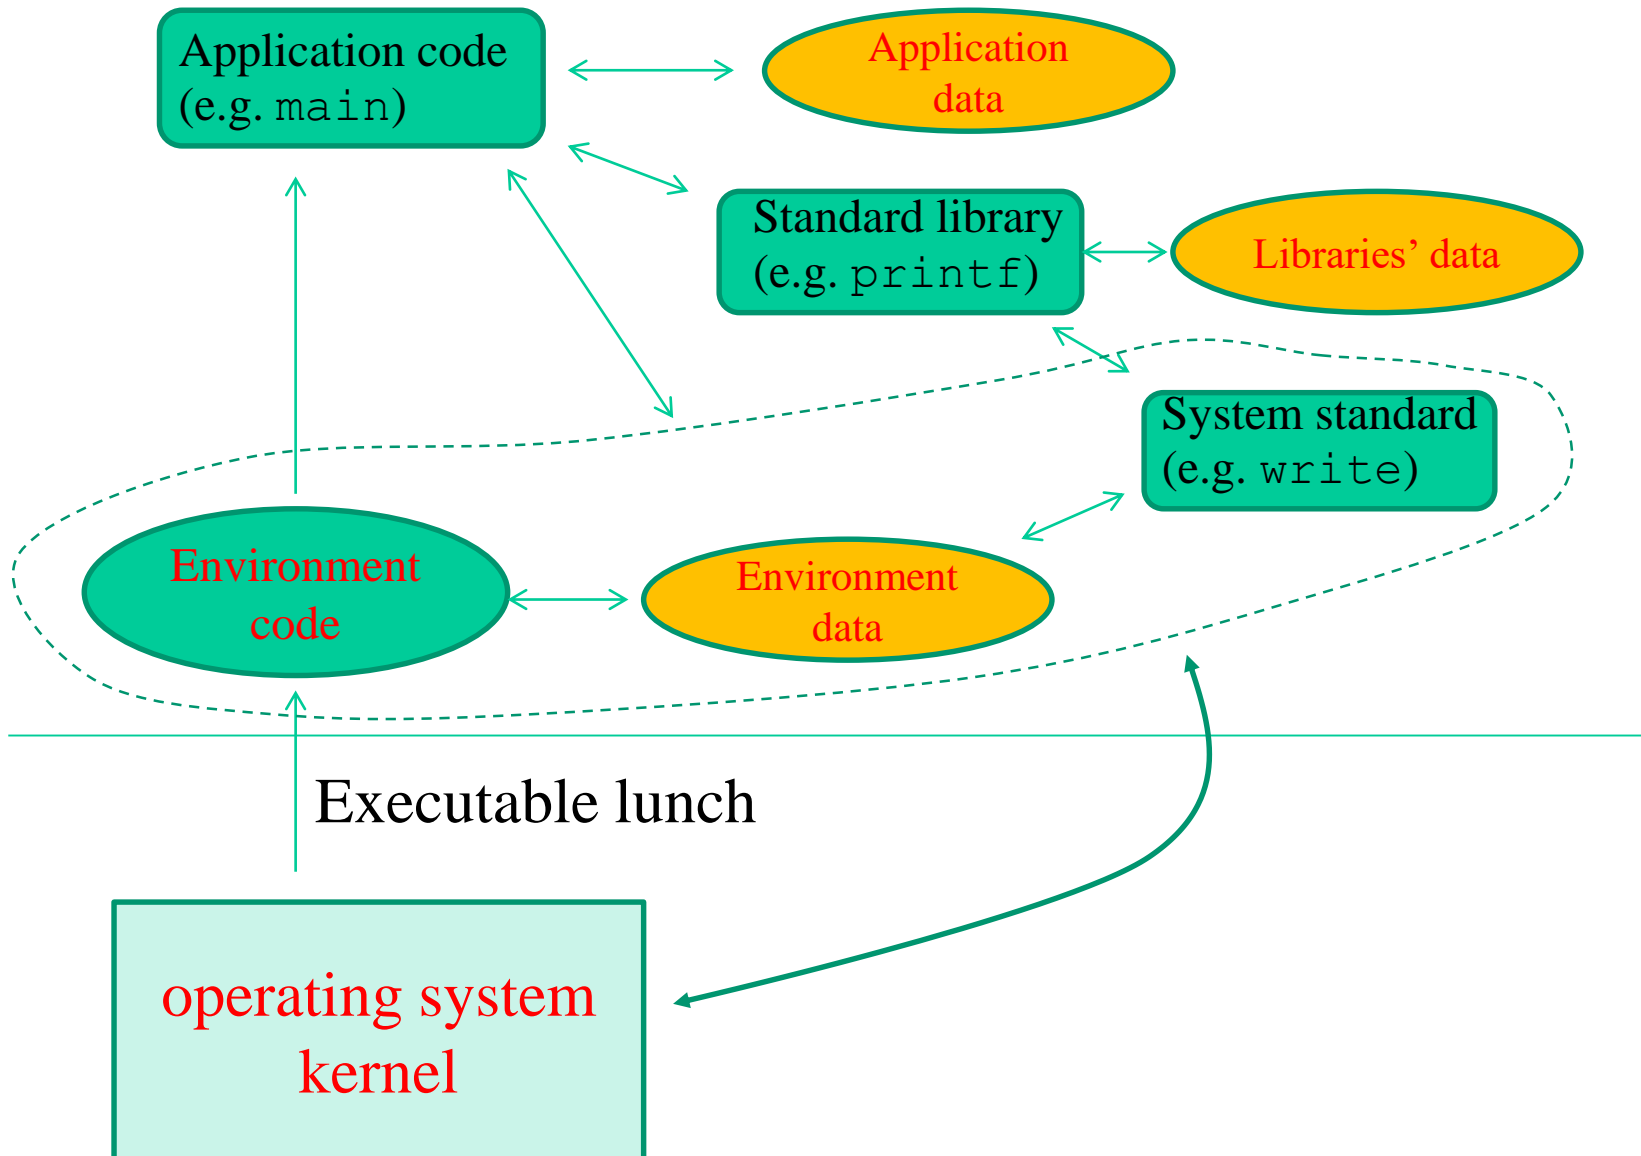 Application code
(e.g. main)
Application
data
Standard library
(e.g. printf)
Libraries’ data
System standard
(e.g. write)
Environment
code
Environment
data
Executable lunch
operating system
kernel